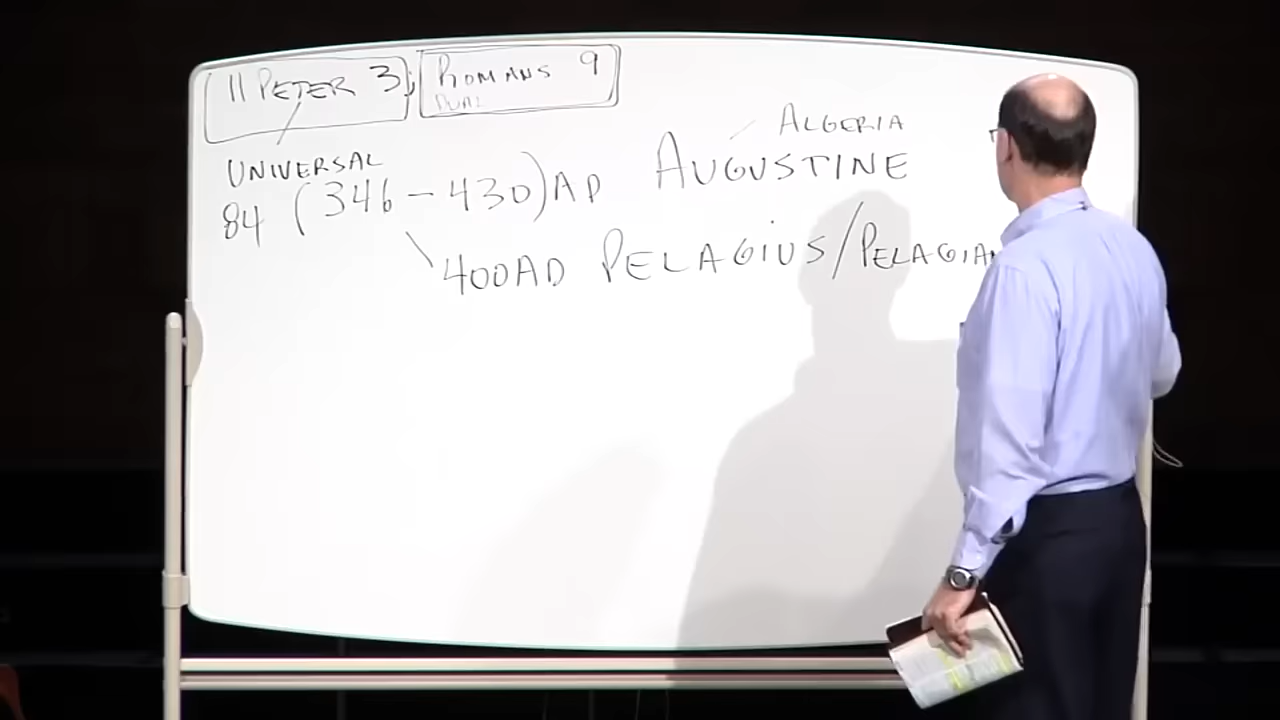 II PETER 3; ROMANS 9
DUAL
UNIVERSAL
ALGERIA
84 (346 - 430) AD AUGUSTINE
400AD PELAGIUS/PELAGIAN